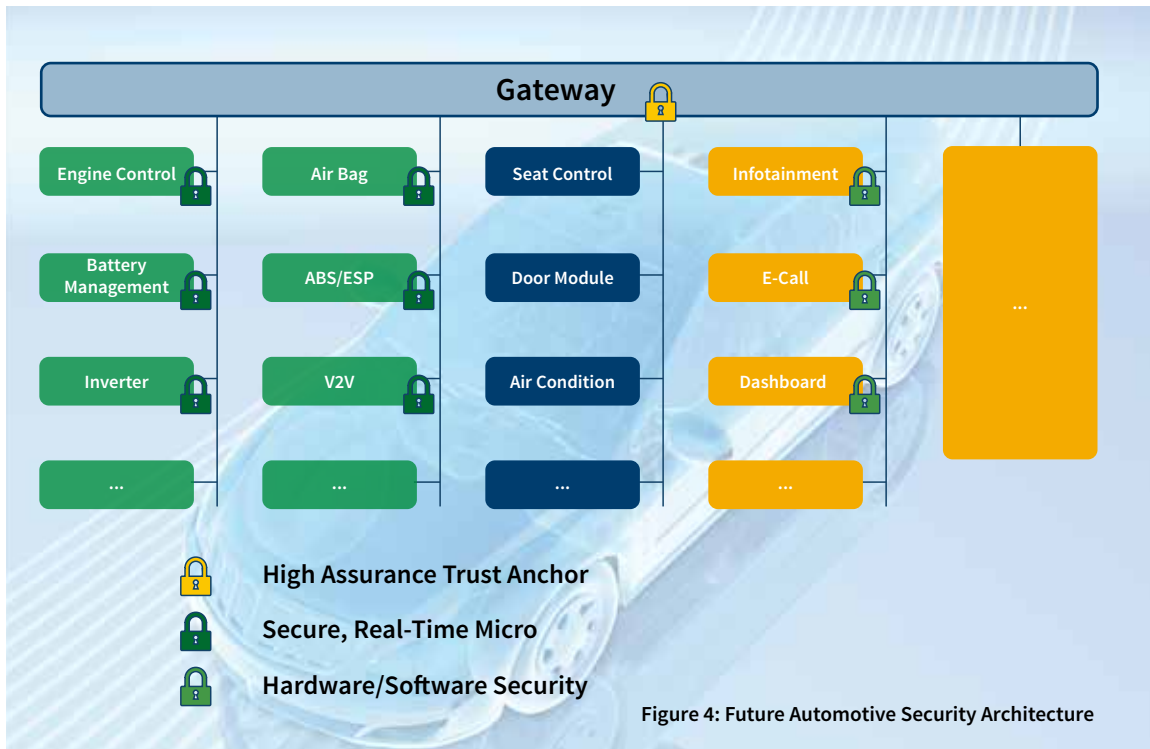 Gateway
Engine Control
Air Bag
Seat Control
Infotainment
Battery
Management
ABS/ESP
Door Module
E-Call
...
Inverter
V2V
Air Condition
Dashboard
...
...
...
...
High Assurance Trust Anchor
Secure, Real-Time Micro
Hardware/Software Security
Figure 4: Future Automotive Security Architecture